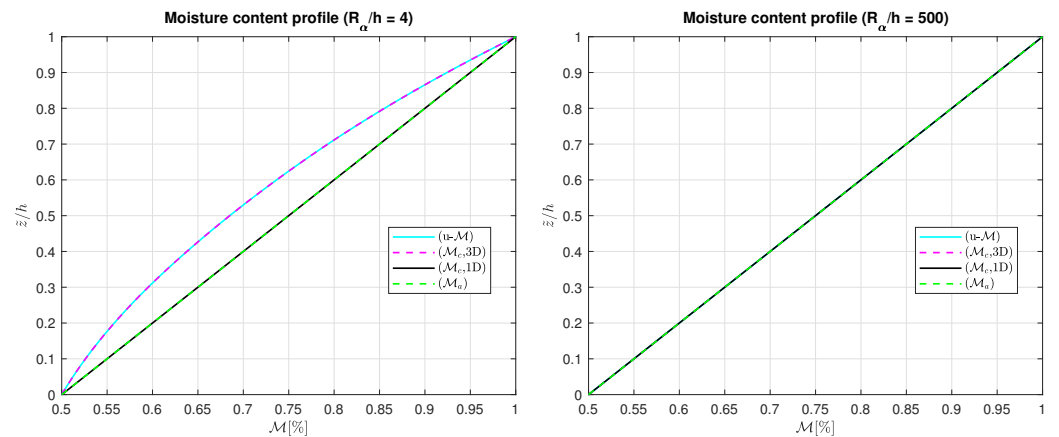 Moisture content profile (R_α/h = 4)
1
0.9
0.8
0.7
0.6
0.5
0.4
0.3
0.2
0.1
0
z̃/h
(u-ℳ)
(ℳ_c,3D)
(ℳ_c,1D)
(ℳ_a)
0.5 0.55 0.6 0.65 0.7 0.75 0.8 0.85 0.9 0.95 1
ℳ[%]
Moisture content profile (R_α/h = 500)
1
0.9
0.8
0.7
0.6
0.5
0.4
0.3
0.2
0.1
0
z̃/h
(u-ℳ)
(ℳ_c,3D)
(ℳ_c,1D)
(ℳ_a)
0.5 0.55 0.6 0.65 0.7 0.75 0.8 0.85 0.9 0.95 1
ℳ[%]